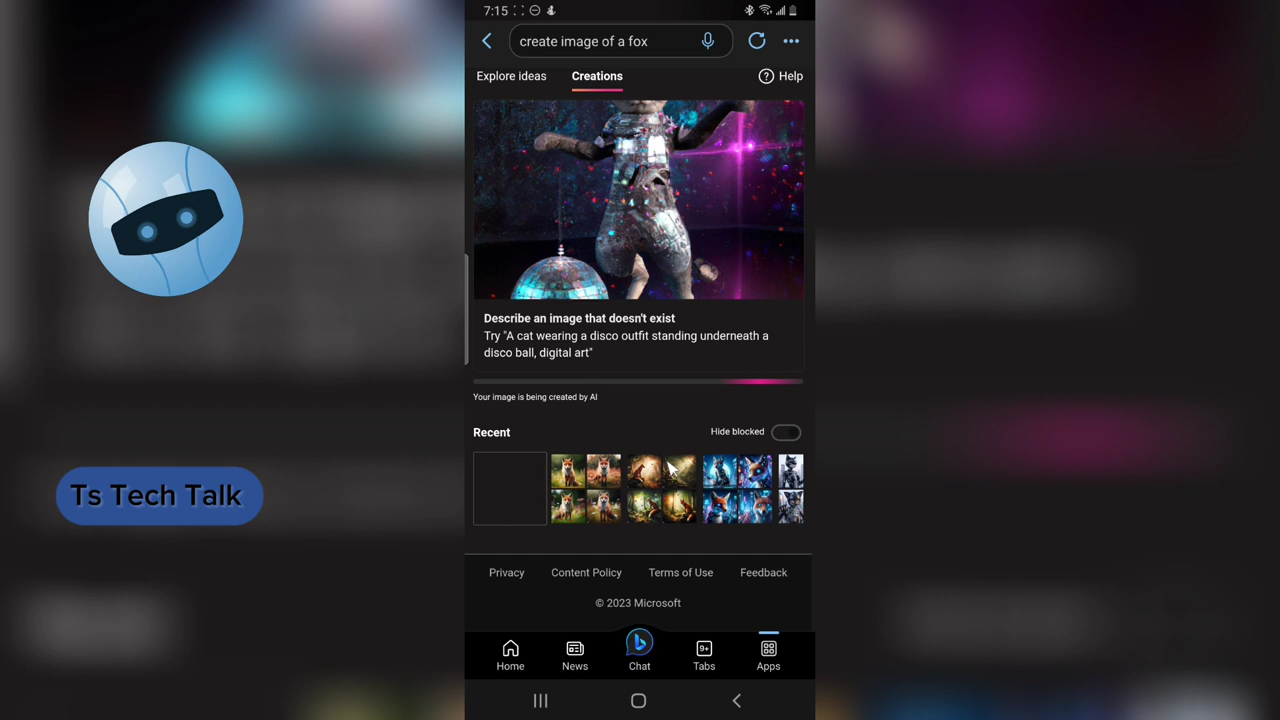 7:15
create image of a fox
Explore ideas
Creations
Help
Describe an image that doesn't exist
Try "A cat wearing a disco outfit standing underneath a
disco ball, digital art"
Your image is being created by AI
Recent
Hide blocked
Ts Tech Talk
Privacy
Content Policy
Terms of Use
Feedback
© 2023 Microsoft
9+
Home
News
Chat
Tabs
Apps